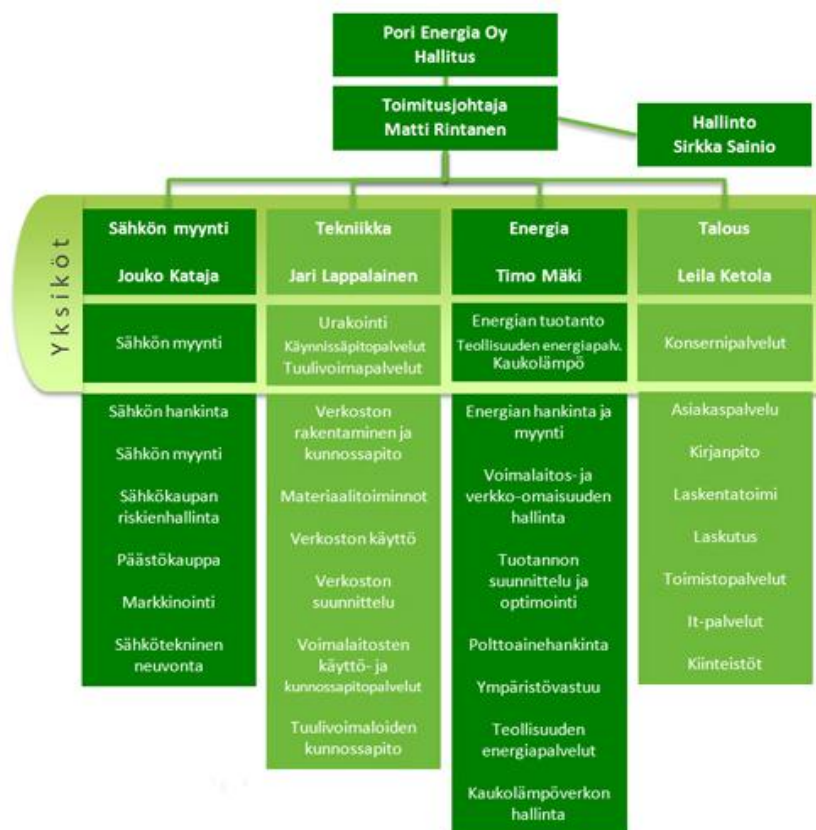 Pori Energia Oy
Hallitus
Toimitusjohtaja
Matti Rintanen
Hallinto
Sirkka Sainio
Yksiköt
Sähkön myynti
Jouko Kataja
Tekniikka
Jari Lappalainen
Energia
Timo Mäki
Talous
Leila Ketola
Sähkön myynti
Urakointi
Käynnissäpitopalvelut
Tuulivoimapalvelut
Energian tuotanto
Teollisuuden energiapalv.
Kaukolämpö
Konsernipalvelut
Sähkön hankinta
Sähkön myynti
Sähkökaupan
riskienhallinta
Päästökauppa
Markkinointi
Sähkötekninen
neuvonta
Verkoston
rakentaminen ja
kunnossapito
Materiaalitoiminnot
Verkoston käyttö
Verkoston
suunnittelu
Voimalaitosten
käyttö- ja
kunnossapitopalvelut
Tuulivoimaloiden
kunnossapito
Energian hankinta ja
myynti
Voimalaitos- ja
verkko-omaisuuden
hallinta
Tuotannon
suunnittelu ja
optimointi
Polttoainehankinta
Ympäristövastuu
Teollisuuden
energiapalvelut
Kaukolämpöverkon
hallinta
Asiakaspalvelu
Kirjanpito
Laskentatoimi
Laskutus
Toimistopalvelut
It-palvelut
Kiinteistöt